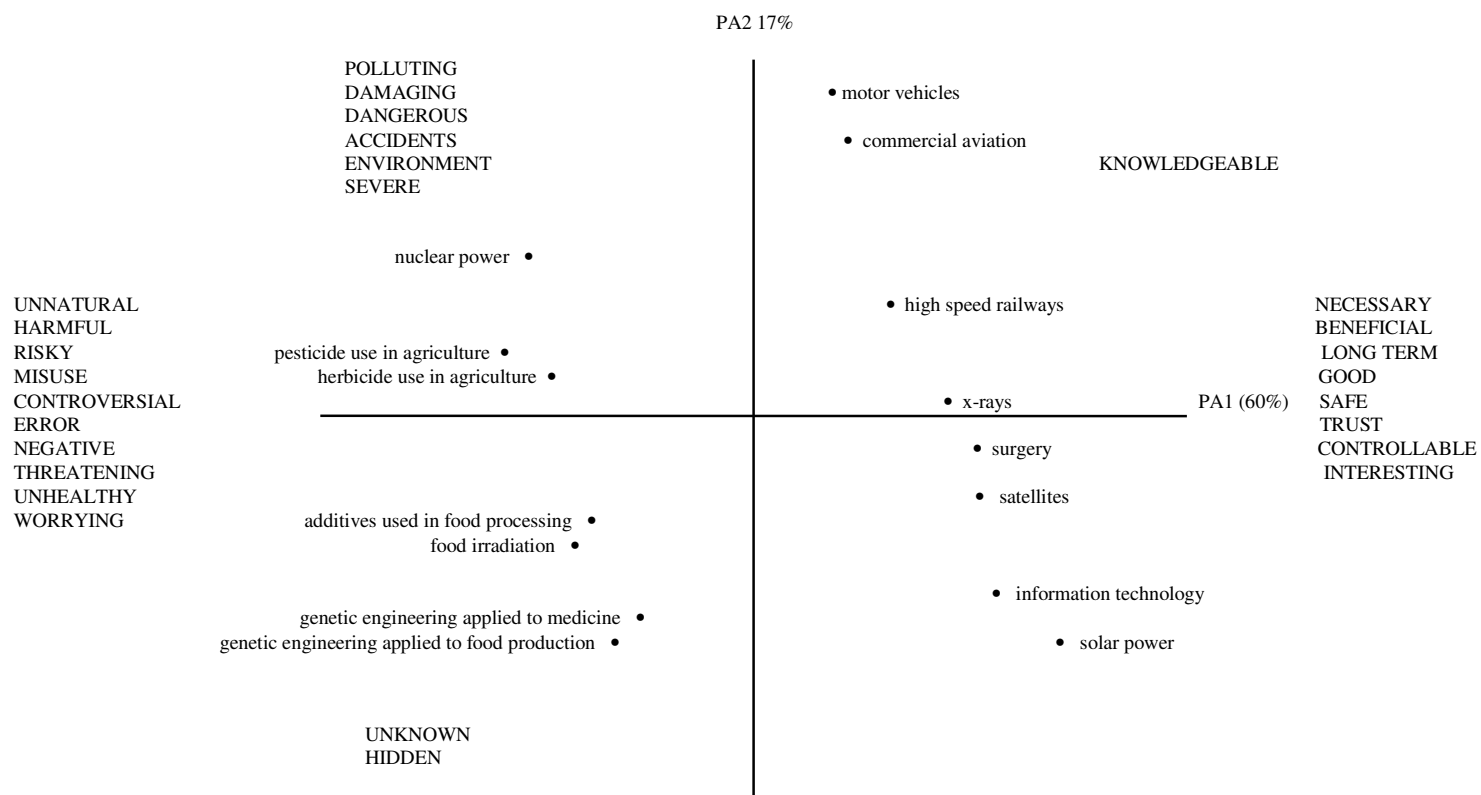 PA2 17%
POLLUTING
DAMAGING
DANGEROUS
ACCIDENTS
ENVIRONMENT
SEVERE
motor vehicles
commercial aviation
KNOWLEDGEABLE
nuclear power
high speed railways
pesticide use in agriculture
herbicide use in agriculture
x-rays
PA1 (60%)
UNNATURAL
HARMFUL
RISKY
MISUSE
CONTROVERSIAL
ERROR
NEGATIVE
THREATENING
UNHEALTHY
WORRYING
NECESSARY
BENEFICIAL
LONG TERM
GOOD
SAFE
TRUST
CONTROLLABLE
INTERESTING
surgery
satellites
additives used in food processing
food irradiation
information technology
genetic engineering applied to medicine
genetic engineering applied to food production
solar power
UNKNOWN
HIDDEN